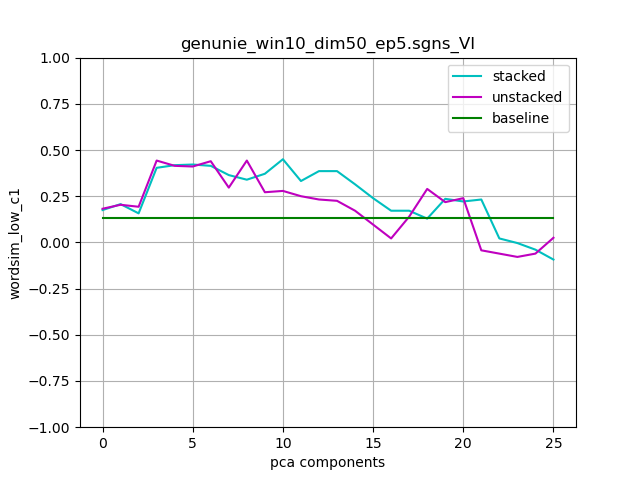 genunie_win10_dim50_ep5.sgns_VI
1.00
0.75
0.50
0.25
0.00
−0.25
−0.50
−0.75
−1.00
wordsim_low_c1
stacked
unstacked
baseline
0 5 10 15 20 25
pca components